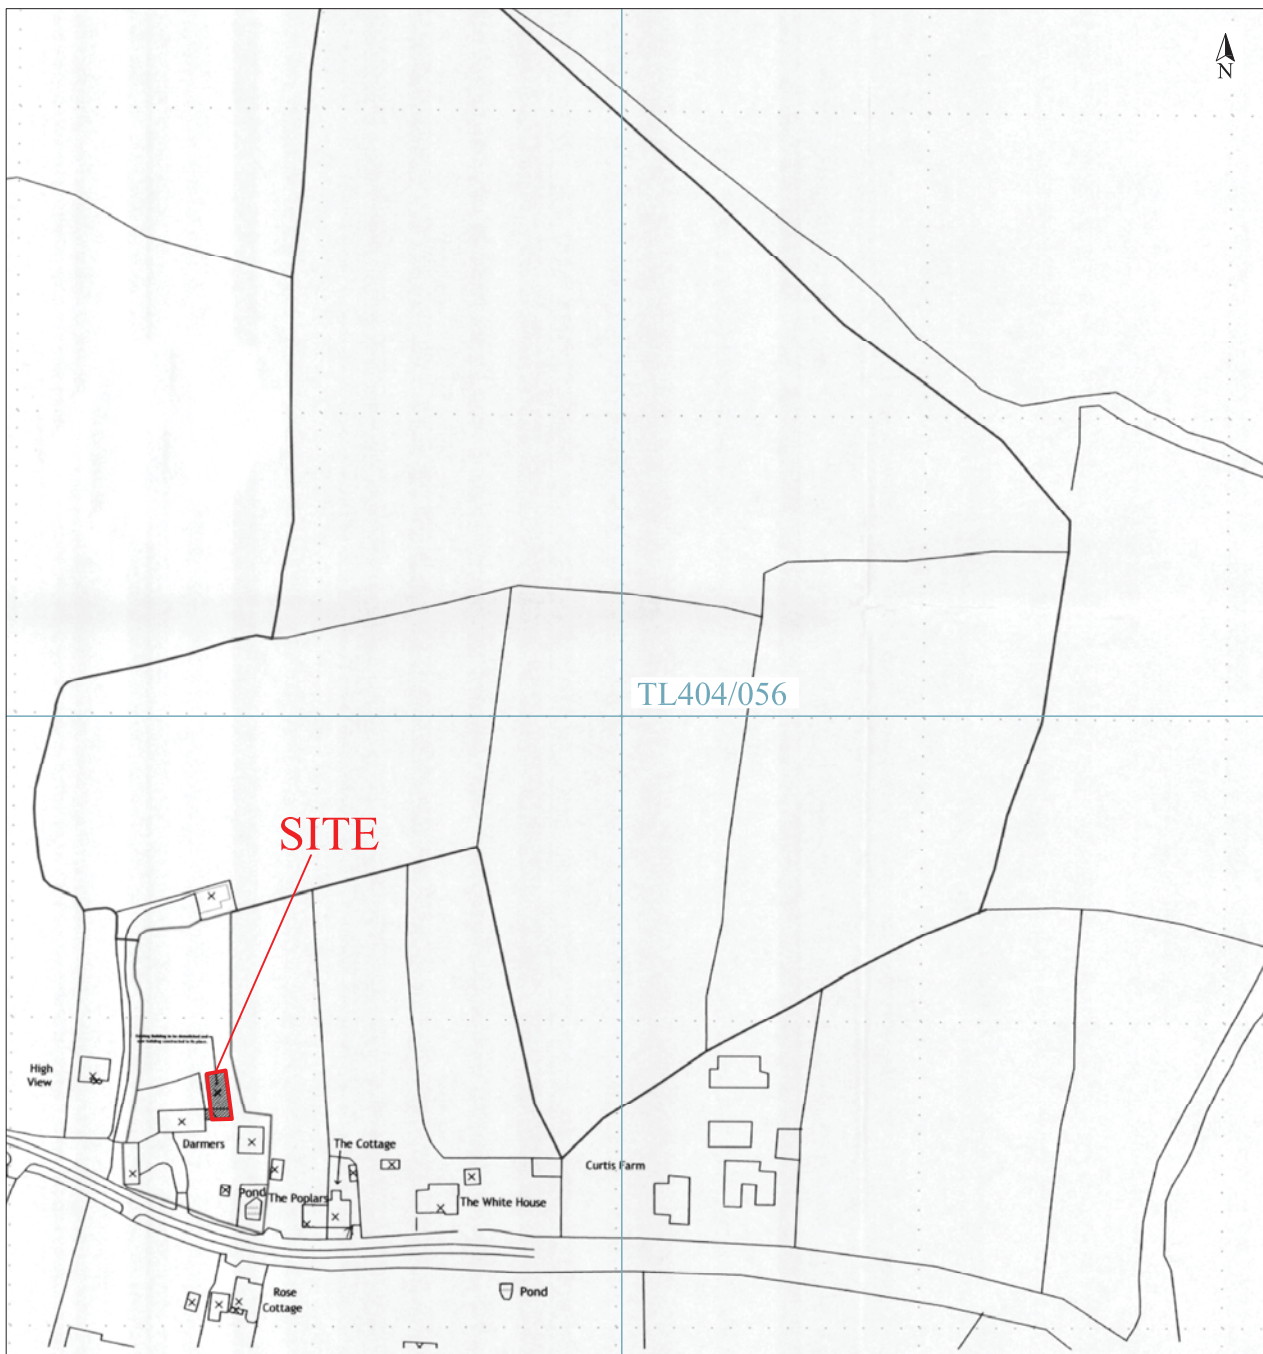 N
TL404/056
SITE
High
View
Darmers
The Cottage
Curtis Farm
Pond
The Poplars
The White House
Rose
Cottage
Pond